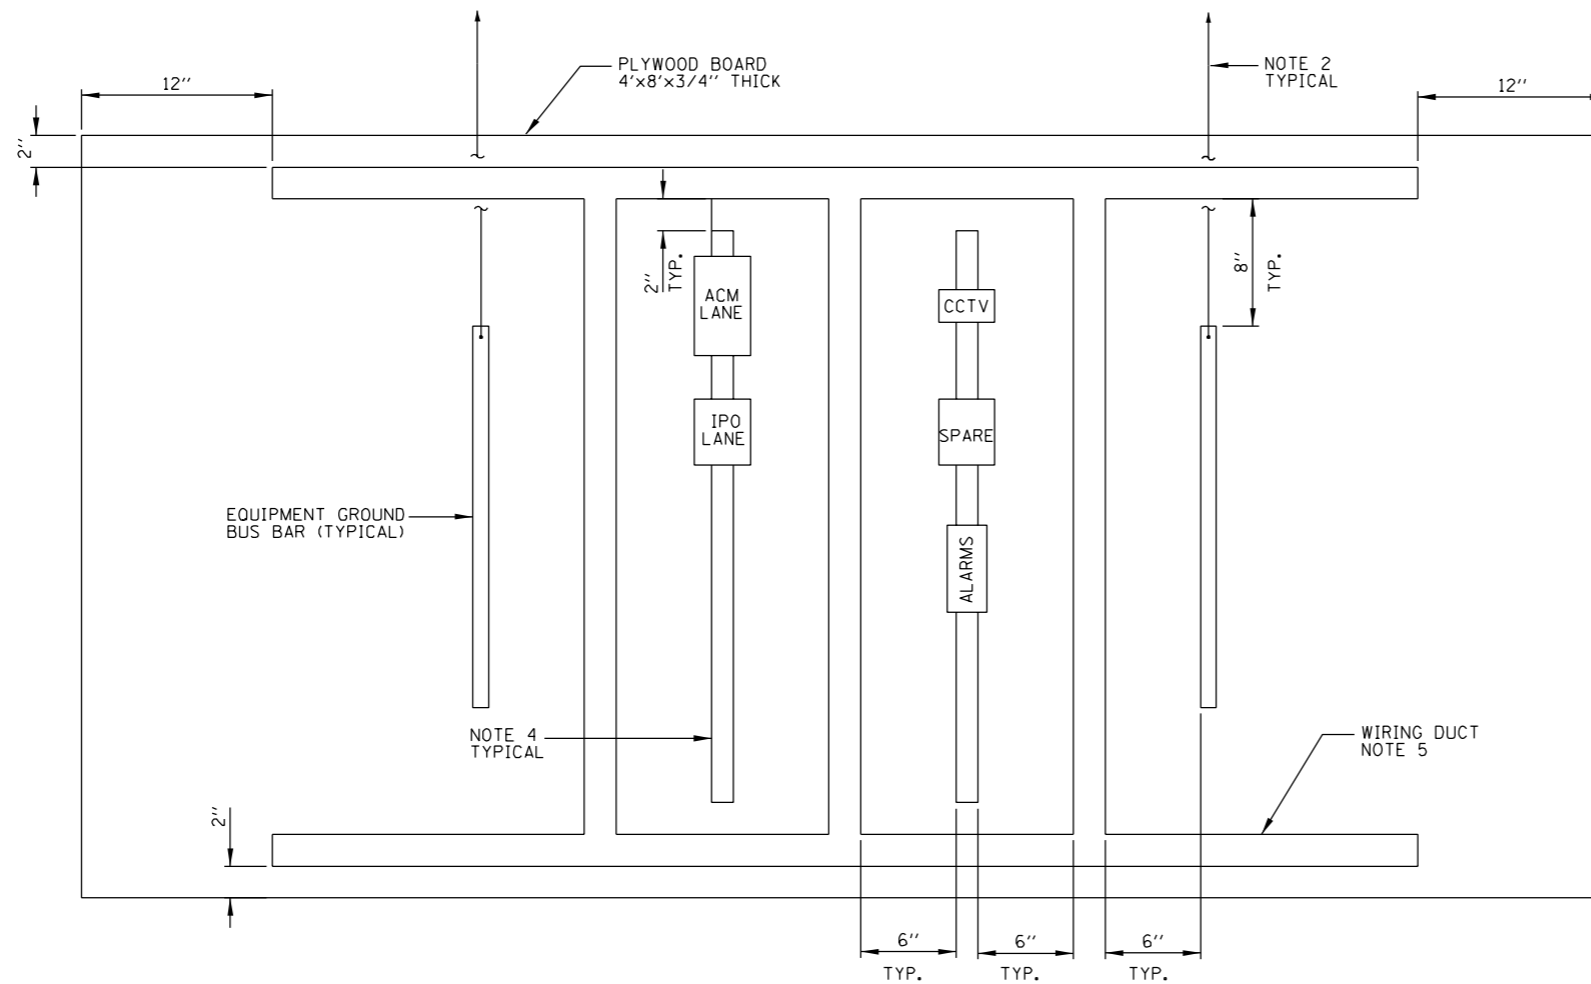 PLYWOOD BOARD
4'x8'x3/4'' THICK
NOTE 2
TYPICAL
12''
12''
2''
2''
TYP.
8''
TYP.
ACM
LANE
CCTV
IPO
LANE
SPARE
EQUIPMENT GROUND
BUS BAR (TYPICAL)
ALARMS
NOTE 4
TYPICAL
WIRING DUCT
NOTE 5
2''
6''
TYP.
6''
TYP.
6''
TYP.